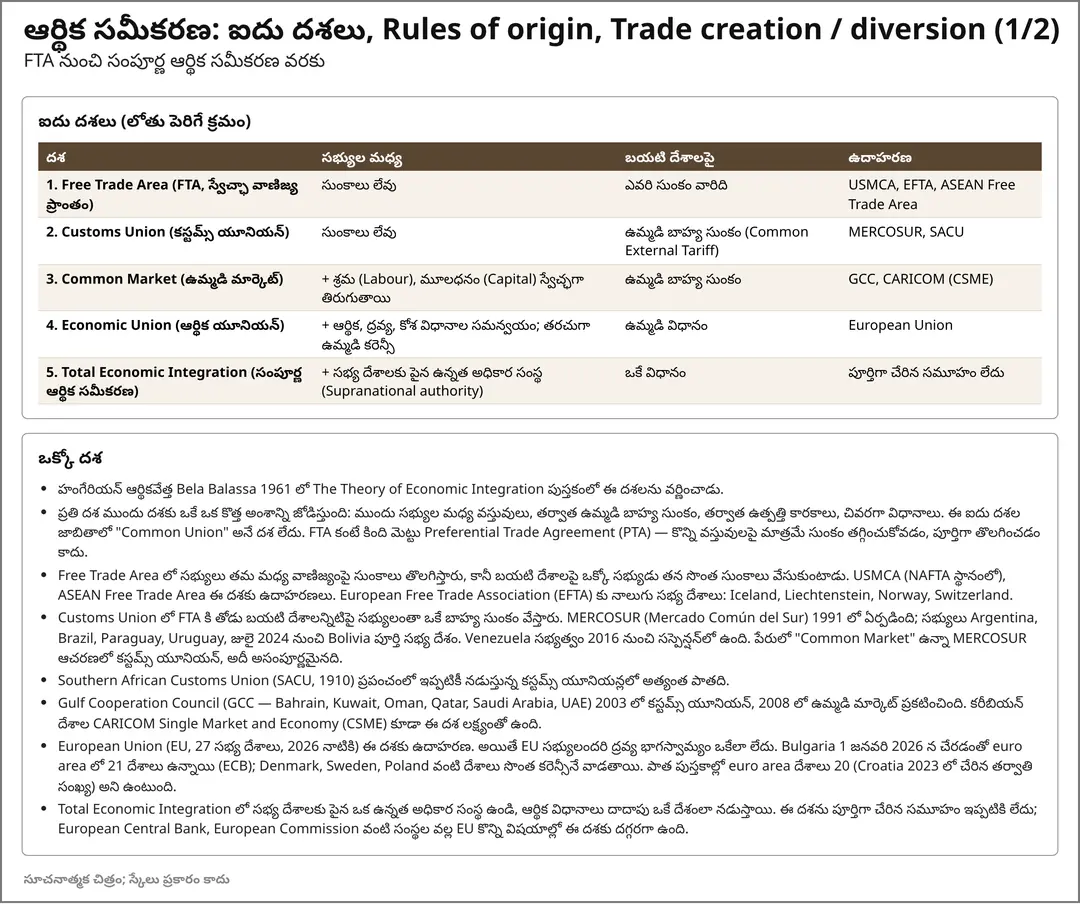 ఆర్థిక సమీకరణ: ఐదు దశలు, Rules of origin, Trade creation / diversion (1/2)
FTA నుంచి సంపూర్ణ ఆర్థిక సమీకరణ వరకు
ఐదు దశలు (లోతు పెరిగే క్రమం)
దశ సభ్యుల మధ్య బయటి దేశాలపై ఉదాహరణ
1. Free Trade Area (FTA, స్వేచ్ఛా వాణిజ్య ప్రాంతం) సుంకాలు లేవు ఎవరి సుంకం వారిది USMCA, EFTA, ASEAN Free Trade Area
2. Customs Union (కస్టమ్స్ యూనియన్) సుంకాలు లేవు ఉమ్మడి బాహ్య సుంకం (Common External Tariff) MERCOSUR, SACU
3. Common Market (ఉమ్మడి మార్కెట్) + శ్రమ (Labour), మూలధనం (Capital) స్వేచ్ఛగా తిరుగుతాయి ఉమ్మడి బాహ్య సుంకం GCC, CARICOM (CSME)
4. Economic Union (ఆర్థిక యూనియన్) + ఆర్థిక, ద్రవ్య, కోశ విధానాల సమన్వయం; తరచుగా ఉమ్మడి కరెన్సీ ఉమ్మడి విధానం European Union
5. Total Economic Integration (సంపూర్ణ ఆర్థిక సమీకరణ) + సభ్య దేశాలకు పైన ఉన్నత అధికార సంస్థ (Supranational authority) ఒకే విధానం పూర్తిగా చేరిన సమూహం లేదు
ఒక్కో దశ
• హంగేరియన్ ఆర్థికవేత్త Bela Balassa 1961 లో The Theory of Economic Integration పుస్తకంలో ఈ దశలను వర్ణించాడు.
• ప్రతి దశ ముందు దశకు ఒకే ఒక కొత్త అంశాన్ని జోడిస్తుంది: ముందు సభ్యుల మధ్య వస్తువులు, తర్వాత ఉమ్మడి బాహ్య సుంకం, తర్వాత ఉత్పత్తి కారకాలు, చివరగా విధానాలు. ఈ ఐదు దశల
జాబితాలో "Common Union" అనే దశ లేదు. FTA కంటే కింది మెట్టు Preferential Trade Agreement (PTA) — కొన్ని వస్తువులపై మాత్రమే సుంకం తగ్గించుకోవడం, పూర్తిగా తొలగించడం
కాదు.
• Free Trade Area లో సభ్యులు తమ మధ్య వాణిజ్యంపై సుంకాలు తొలగిస్తారు, కానీ బయటి దేశాలపై ఒక్కో సభ్యుడు తన సొంత సుంకాలు వేసుకుంటాడు. USMCA (NAFTA స్థానంలో),
ASEAN Free Trade Area ఈ దశకు ఉదాహరణలు. European Free Trade Association (EFTA) కు నాలుగు సభ్య దేశాలు: Iceland, Liechtenstein, Norway, Switzerland.
• Customs Union లో FTA కి తోడు బయటి దేశాలన్నిటిపై సభ్యులంతా ఒకే బాహ్య సుంకం వేస్తారు. MERCOSUR (Mercado Común del Sur) 1991 లో ఏర్పడింది; సభ్యులు Argentina,
Brazil, Paraguay, Uruguay, జులై 2024 నుంచి Bolivia పూర్తి సభ్య దేశం. Venezuela సభ్యత్వం 2016 నుంచి సస్పెన్షన్‌లో ఉంది. పేరులో "Common Market" ఉన్నా MERCOSUR
ఆచరణలో కస్టమ్స్ యూనియన్, అదీ అసంపూర్ణమైనది.
• Southern African Customs Union (SACU, 1910) ప్రపంచంలో ఇప్పటికీ నడుస్తున్న కస్టమ్స్ యూనియన్లలో అత్యంత పాతది.
• Gulf Cooperation Council (GCC — Bahrain, Kuwait, Oman, Qatar, Saudi Arabia, UAE) 2003 లో కస్టమ్స్ యూనియన్, 2008 లో ఉమ్మడి మార్కెట్ ప్రకటించింది. కరీబియన్
దేశాల CARICOM Single Market and Economy (CSME) కూడా ఈ దశ లక్ష్యంతో ఉంది.
• European Union (EU, 27 సభ్య దేశాలు, 2026 నాటికి) ఈ దశకు ఉదాహరణ. అయితే EU సభ్యులందరి ద్రవ్య భాగస్వామ్యం ఒకేలా లేదు. Bulgaria 1 జనవరి 2026 న చేరడంతో euro
area లో 21 దేశాలు ఉన్నాయి (ECB); Denmark, Sweden, Poland వంటి దేశాలు సొంత కరెన్సీనే వాడతాయి. పాత పుస్తకాల్లో euro area దేశాలు 20 (Croatia 2023 లో చేరిన తర్వాతి
సంఖ్య) అని ఉంటుంది.
• Total Economic Integration లో సభ్య దేశాలకు పైన ఒక ఉన్నత అధికార సంస్థ ఉండి, ఆర్థిక విధానాలు దాదాపు ఒకే దేశంలా నడుస్తాయి. ఈ దశను పూర్తిగా చేరిన సమూహం ఇప్పటికి లేదు;
European Central Bank, European Commission వంటి సంస్థల వల్ల EU కొన్ని విషయాల్లో ఈ దశకు దగ్గరగా ఉంది.
సూచనాత్మక చిత్రం; స్కేలు ప్రకారం కాదు